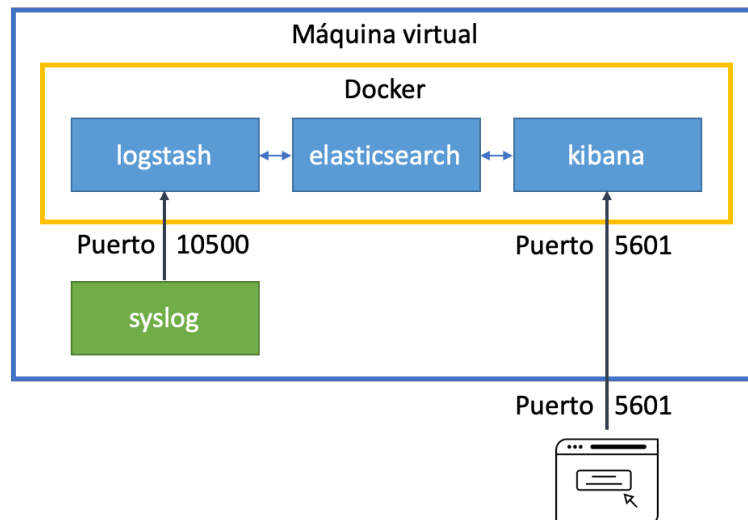 Máquina virtual
Docker
logstash
elasticsearch
kibana
Puerto 10500
Puerto 5601
syslog
Puerto 5601